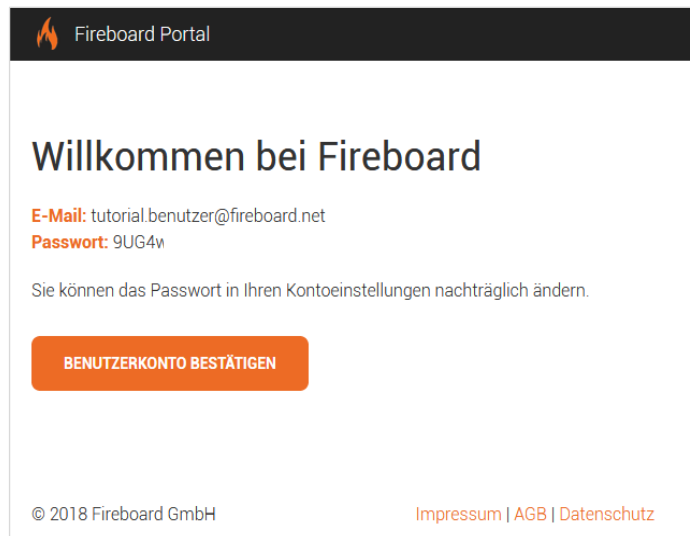 Fireboard Portal
Willkommen bei Fireboard
E-Mail: tutorial.benutzer@fireboard.net
Passwort: 9UG4w
Sie können das Passwort in Ihren Kontoeinstellungen nachträglich ändern.
BENUTZERKONTO BESTÄTIGEN
© 2018 Fireboard GmbH Impressum | AGB | Datenschutz